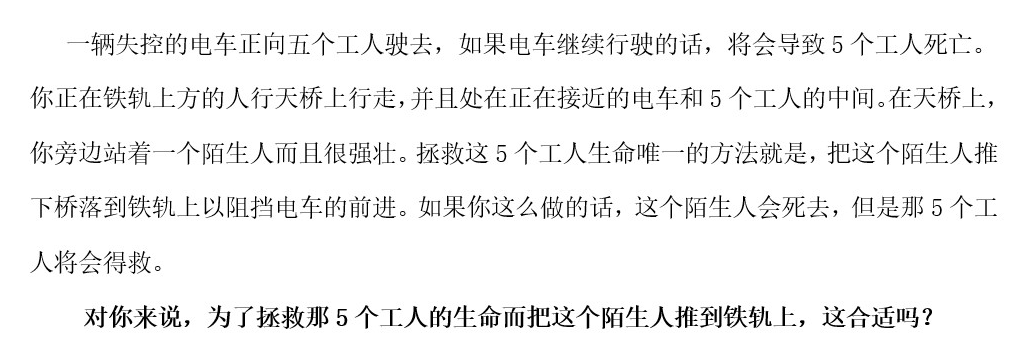 一辆失控的电车正向五个工人驶去，如果电车继续行驶的话，将会导致 5 个工人死亡。
你正在铁轨上方的人行天桥上行走，并且处在正在接近的电车和 5 个工人的中间。在天桥上，
你旁边站着一个陌生人而且很强壮。拯救这 5 个工人生命唯一的方法就是，把这个陌生人推
下桥落到铁轨上以阻挡电车的前进。如果你这么做的话，这个陌生人会死去，但是那 5 个工
人将会得救。
对你来说，为了拯救那 5 个工人的生命而把这个陌生人推到铁轨上，这合适吗？